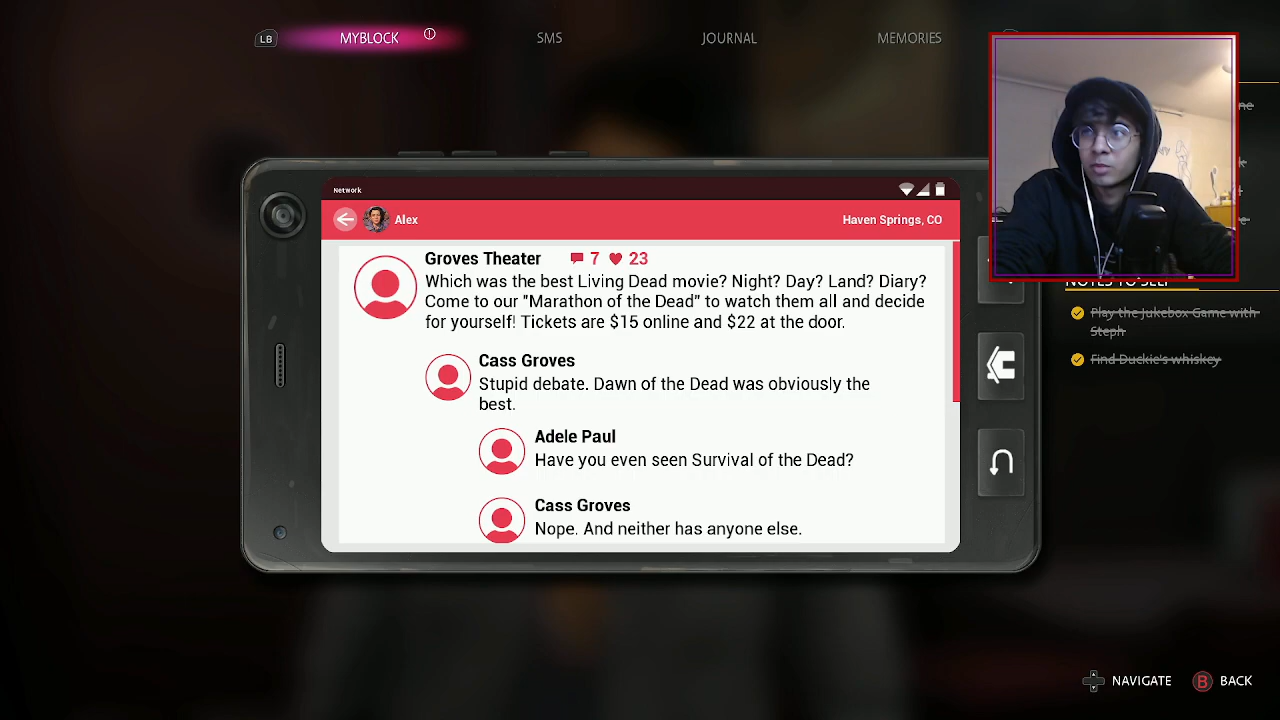 LB
MYBLOCK
SMS
JOURNAL
MEMORIES
Network
Alex
Haven Springs, CO
Groves Theater 7 23
Which was the best Living Dead movie? Night? Day? Land? Diary?
Come to our "Marathon of the Dead" to watch them all and decide
for yourself! Tickets are $15 online and $22 at the door.
Cass Groves
Stupid debate. Dawn of the Dead was obviously the
best.
Adele Paul
Have you even seen Survival of the Dead?
Cass Groves
Nope. And neither has anyone else.
NOTES TO SELF
Play the Jukebox Game with
Steph
Find Duckie's whiskey
NAVIGATE
B BACK